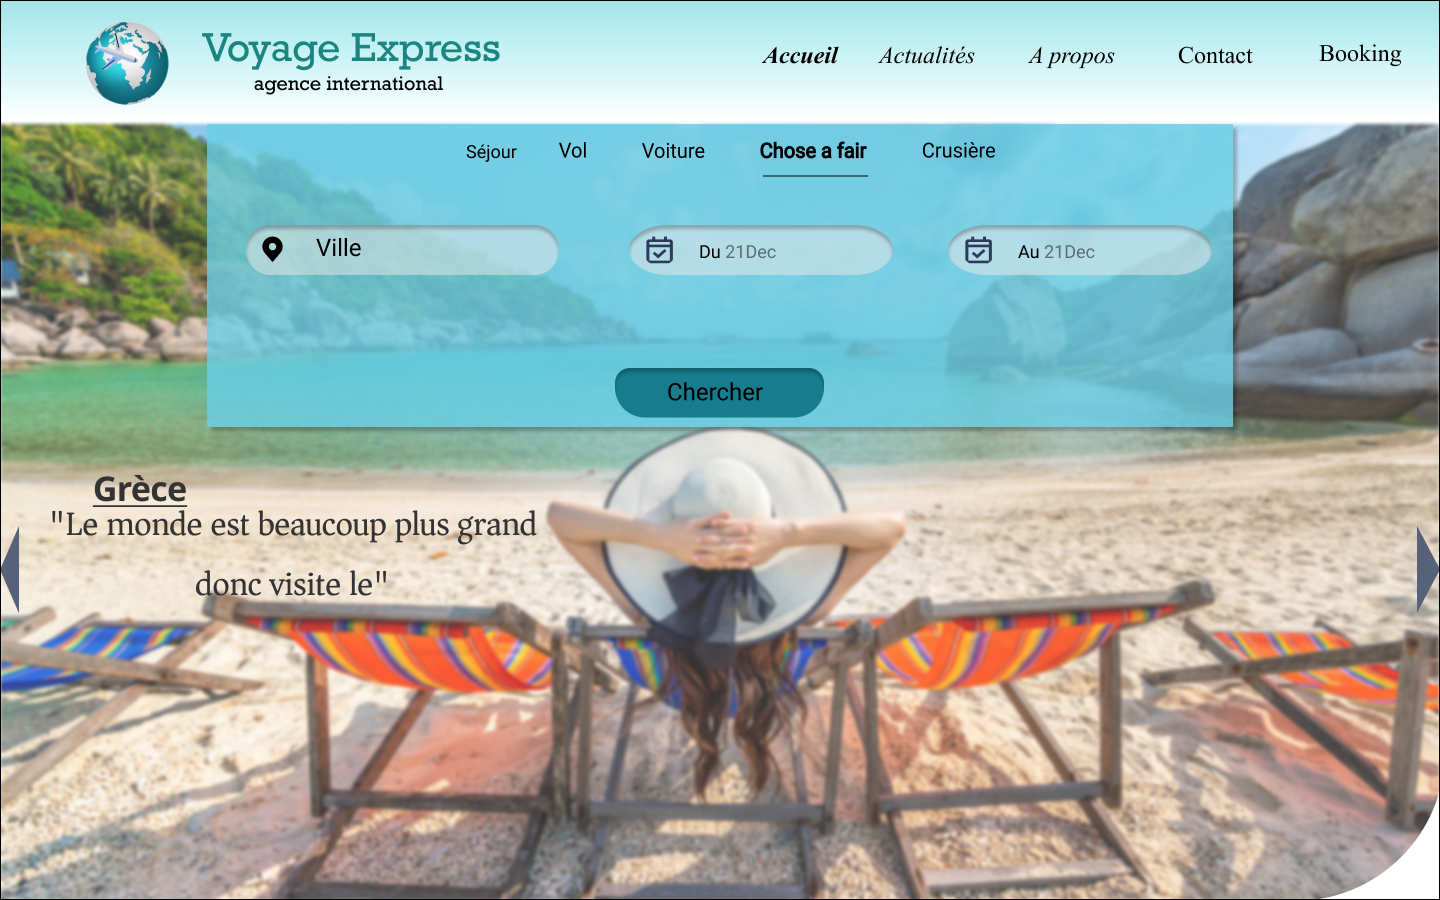 Voyage Express
agence international
Accueil Actualités A propos Contact Booking
Séjour Vol Voiture Chose a fair Crusière
Ville Du 21Dec Au 21Dec
Chercher
Grèce
"Le monde est beaucoup plus grand
donc visite le"